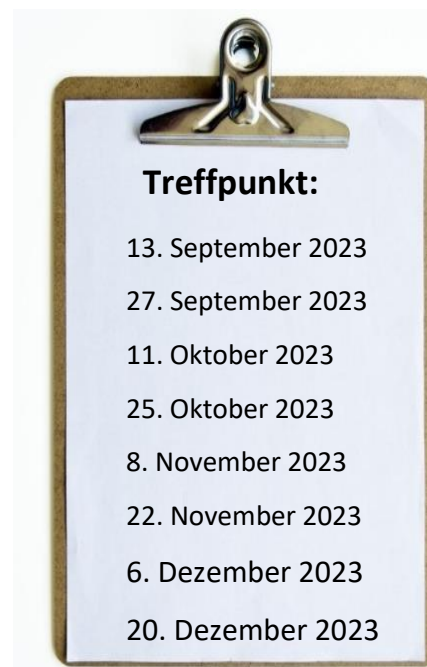 Treffpunkt:
13. September 2023
27. September 2023
11. Oktober 2023
25. Oktober 2023
8. November 2023
22. November 2023
6. Dezember 2023
20. Dezember 2023